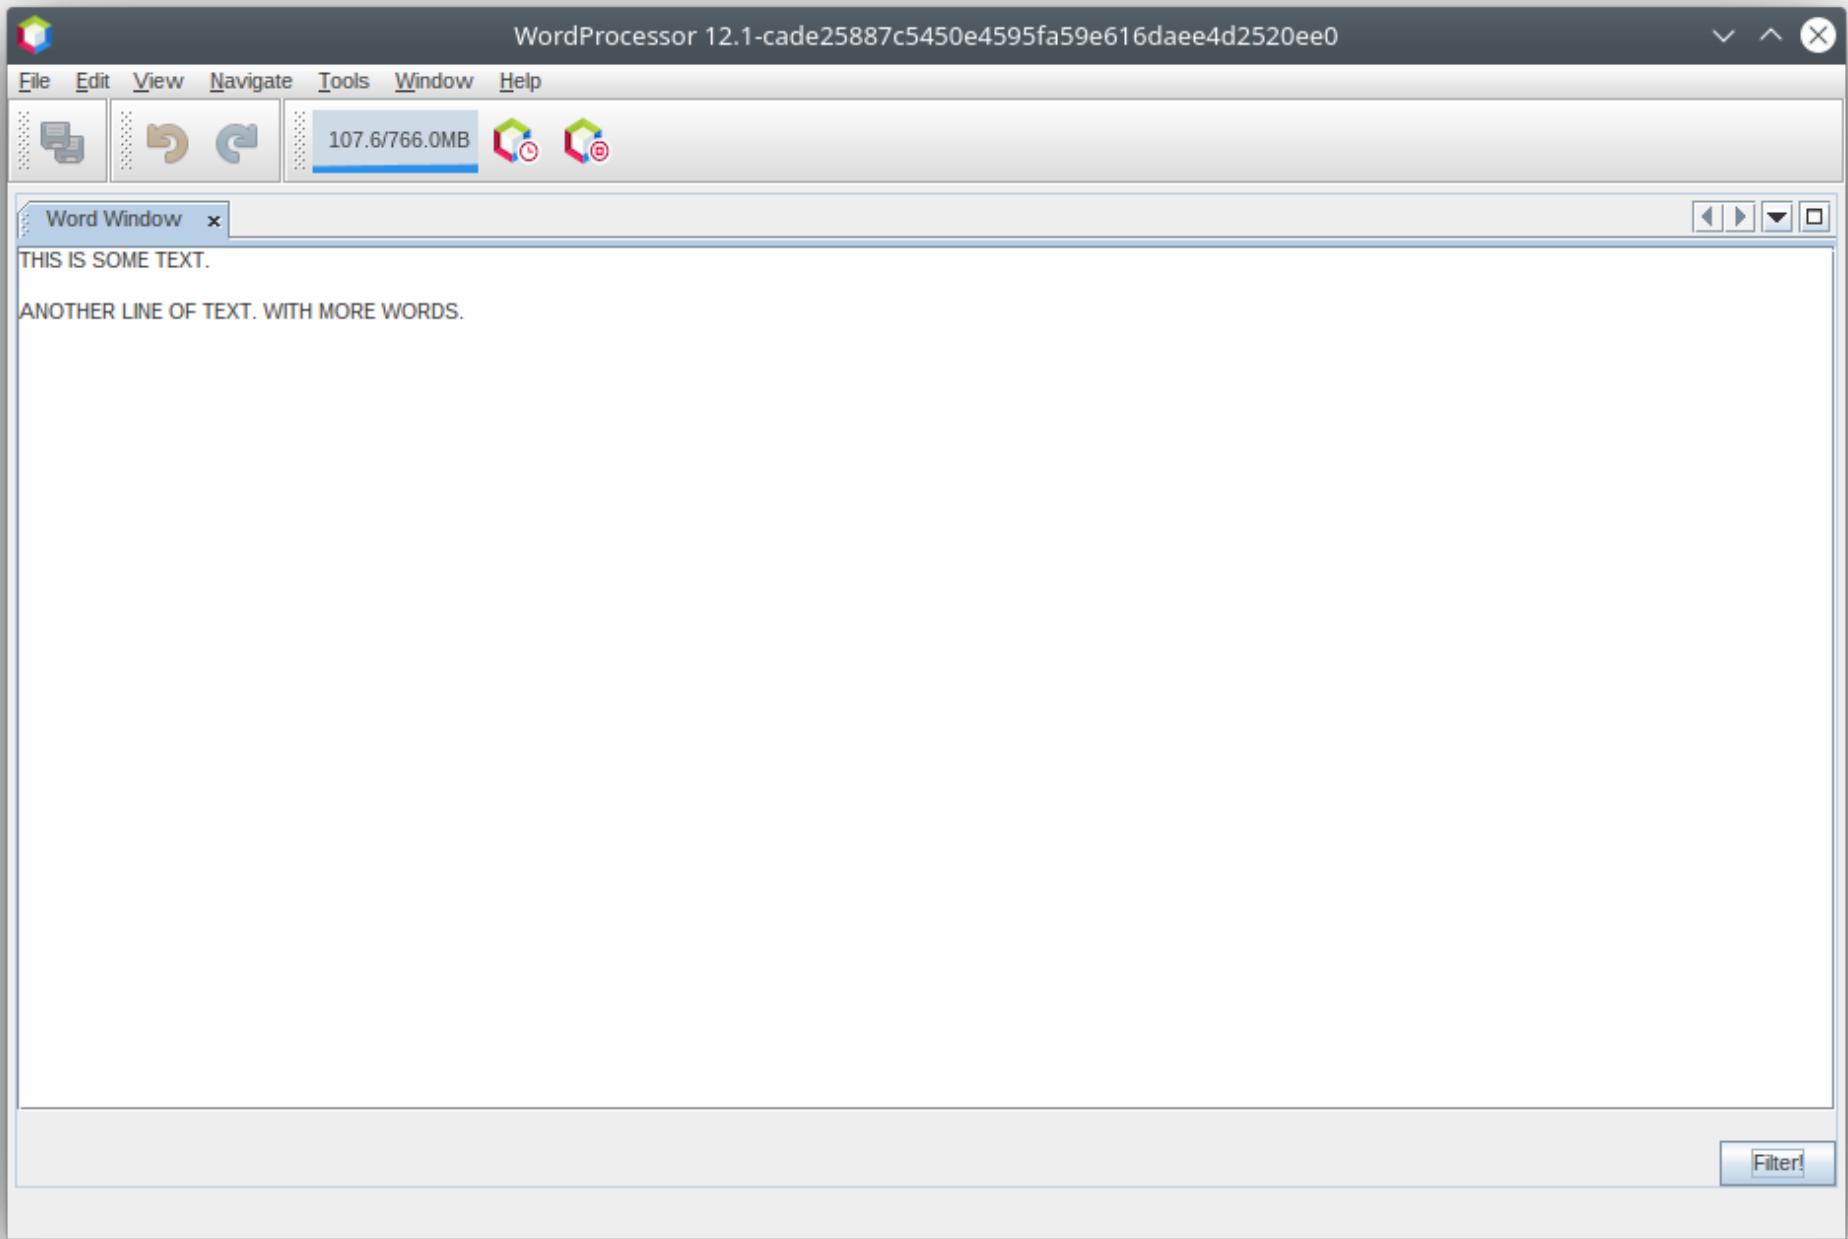 WordProcessor 12.1-cade25887c5450e4595fa59e616daee4d2520ee0
File Edit View Navigate Tools Window Help
107.6/766.0MB
Word Window
THIS IS SOME TEXT.
ANOTHER LINE OF TEXT. WITH MORE WORDS.
Filter!